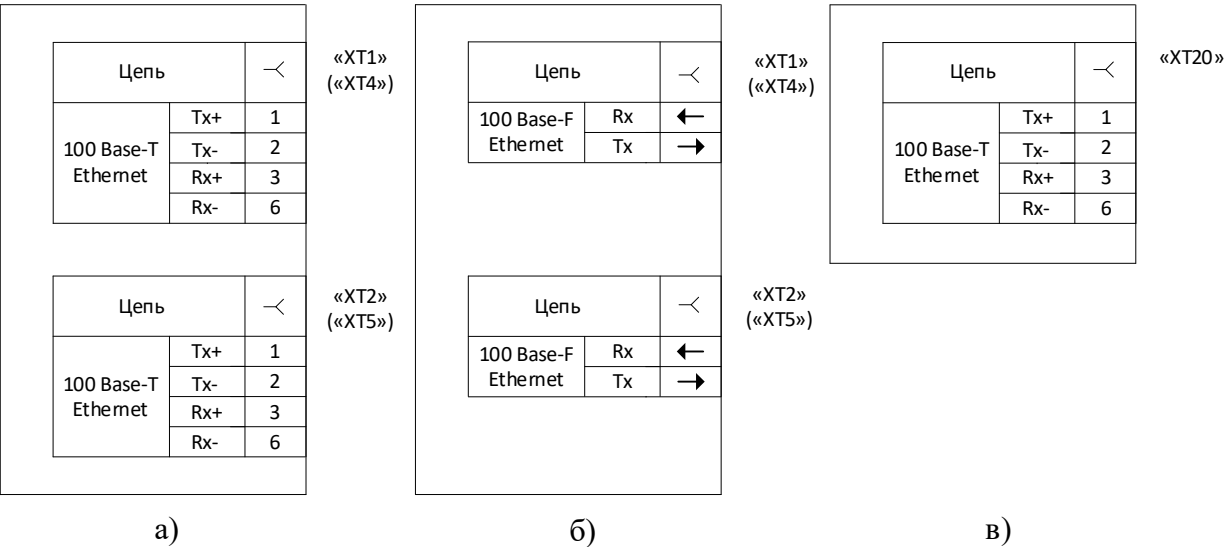 Цепь
«XT1»
(«XT4»)
100 Base-T
Ethernet
Tx+ 1
Tx- 2
Rx+ 3
Rx- 6
Цепь
«XT2»
(«XT5»)
100 Base-T
Ethernet
Tx+ 1
Tx- 2
Rx+ 3
Rx- 6
а)
Цепь
«XT1»
(«XT4»)
100 Base-F
Ethernet
Rx
Tx
Цепь
«XT2»
(«XT5»)
100 Base-F
Ethernet
Rx
Tx
б)
Цепь
«XT20»
100 Base-T
Ethernet
Tx+ 1
Tx- 2
Rx+ 3
Rx- 6
в)